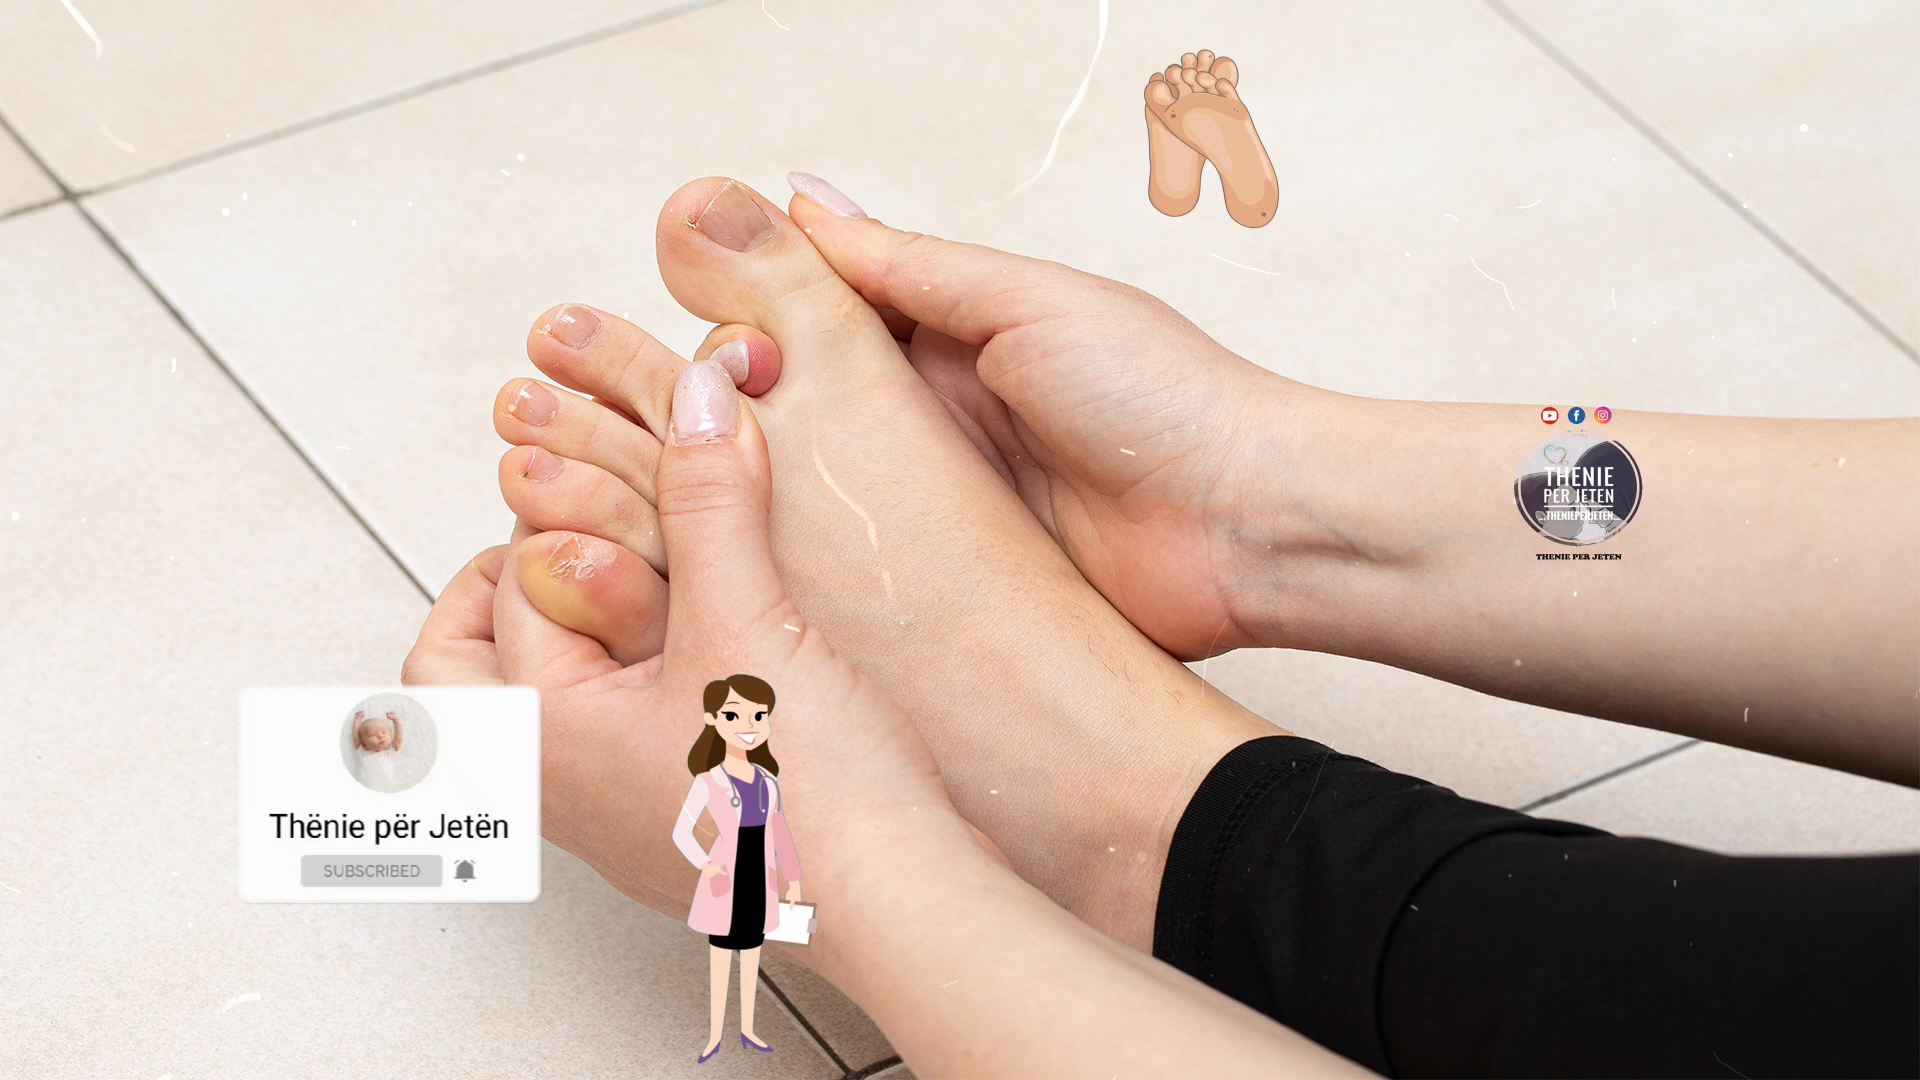 THENIE
PER JETEN
THENIEPERJETEN
THENIE PER JETEN
Thënie për Jetën
SUBSCRIBED